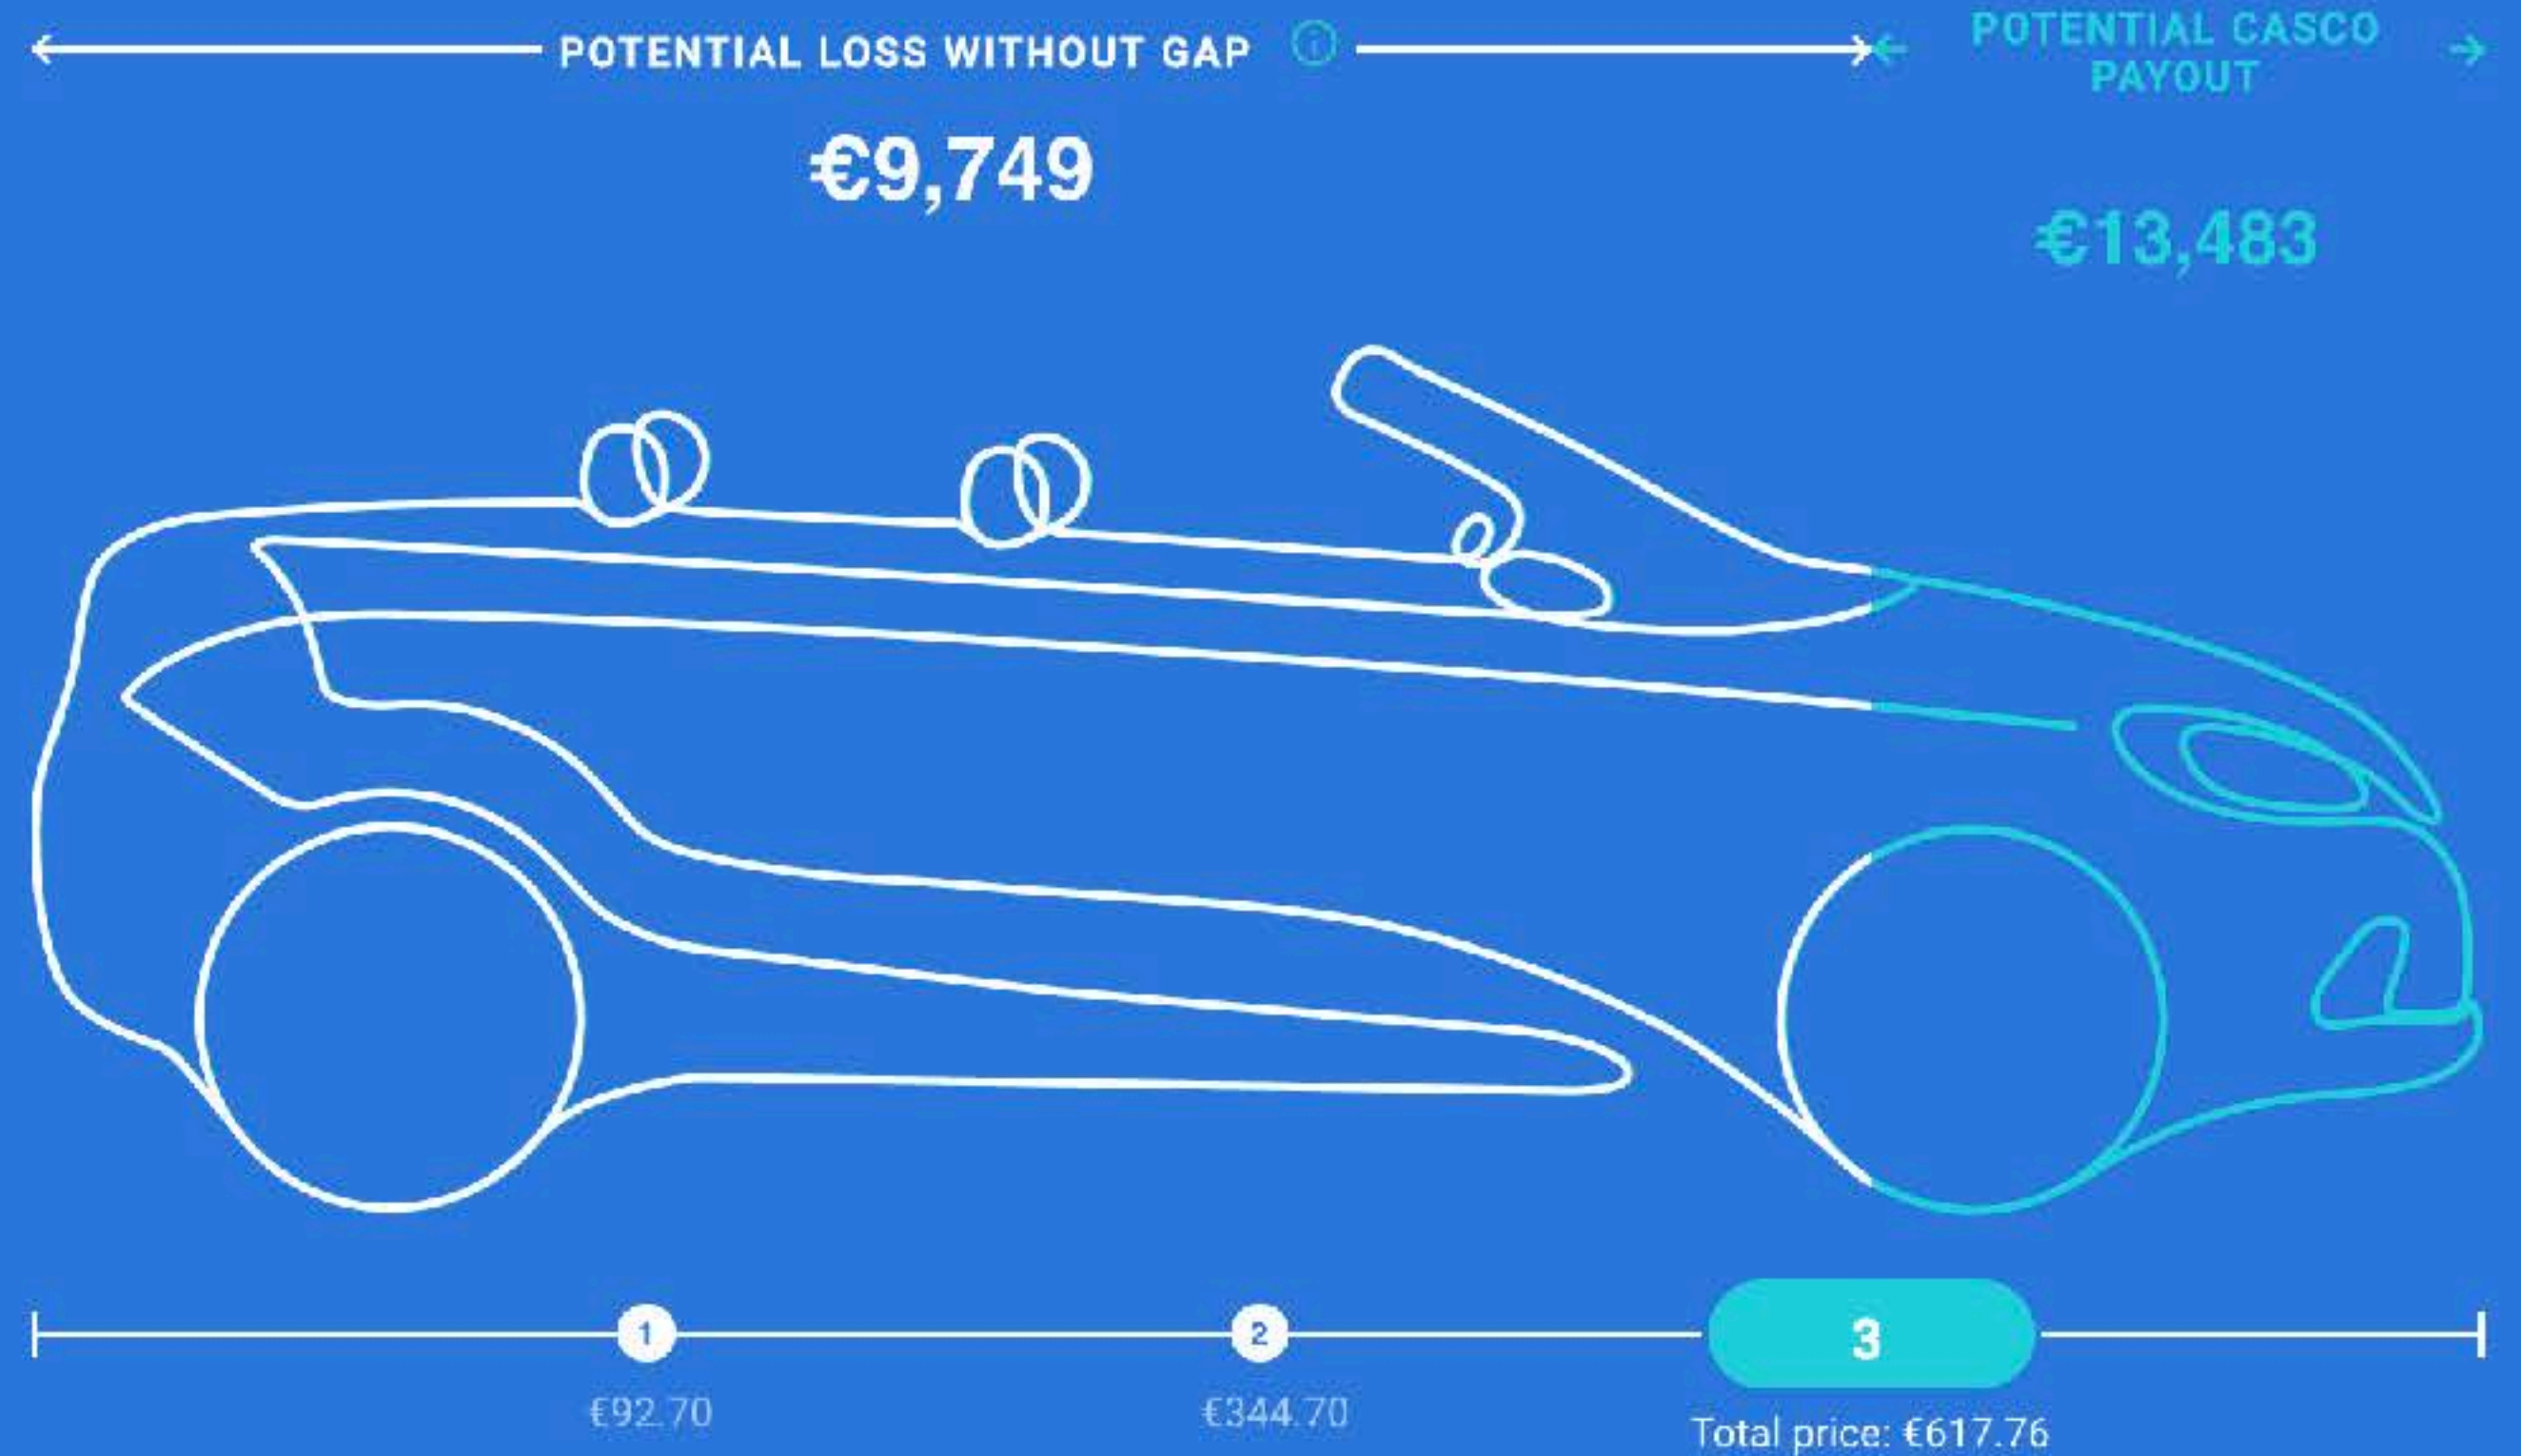 POTENTIAL LOSS WITHOUT GAP
POTENTIAL CASCO
PAYOUT
€9,749
€13,483
1
2
3
€92.70
€344.70
Total price: €617.76